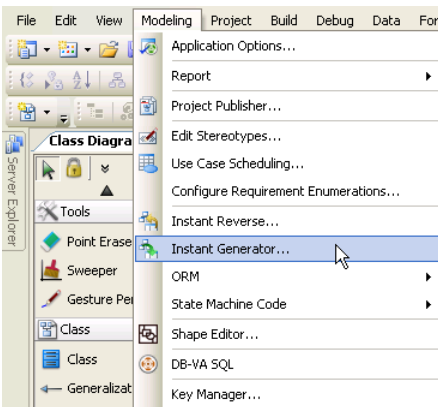 File Edit View Modeling Project Build Debug Data For
Application Options...
Report
Project Publisher...
Edit Stereotypes...
Use Case Scheduling...
Configure Requirement Enumerations...
Instant Reverse...
Instant Generator...
ORM
State Machine Code
Shape Editor...
DB-VA SQL
Key Manager...
Server Explorer
Class Diagra
Tools
Point Erase
Sweeper
Gesture Pe
Class
Class
Generalizat